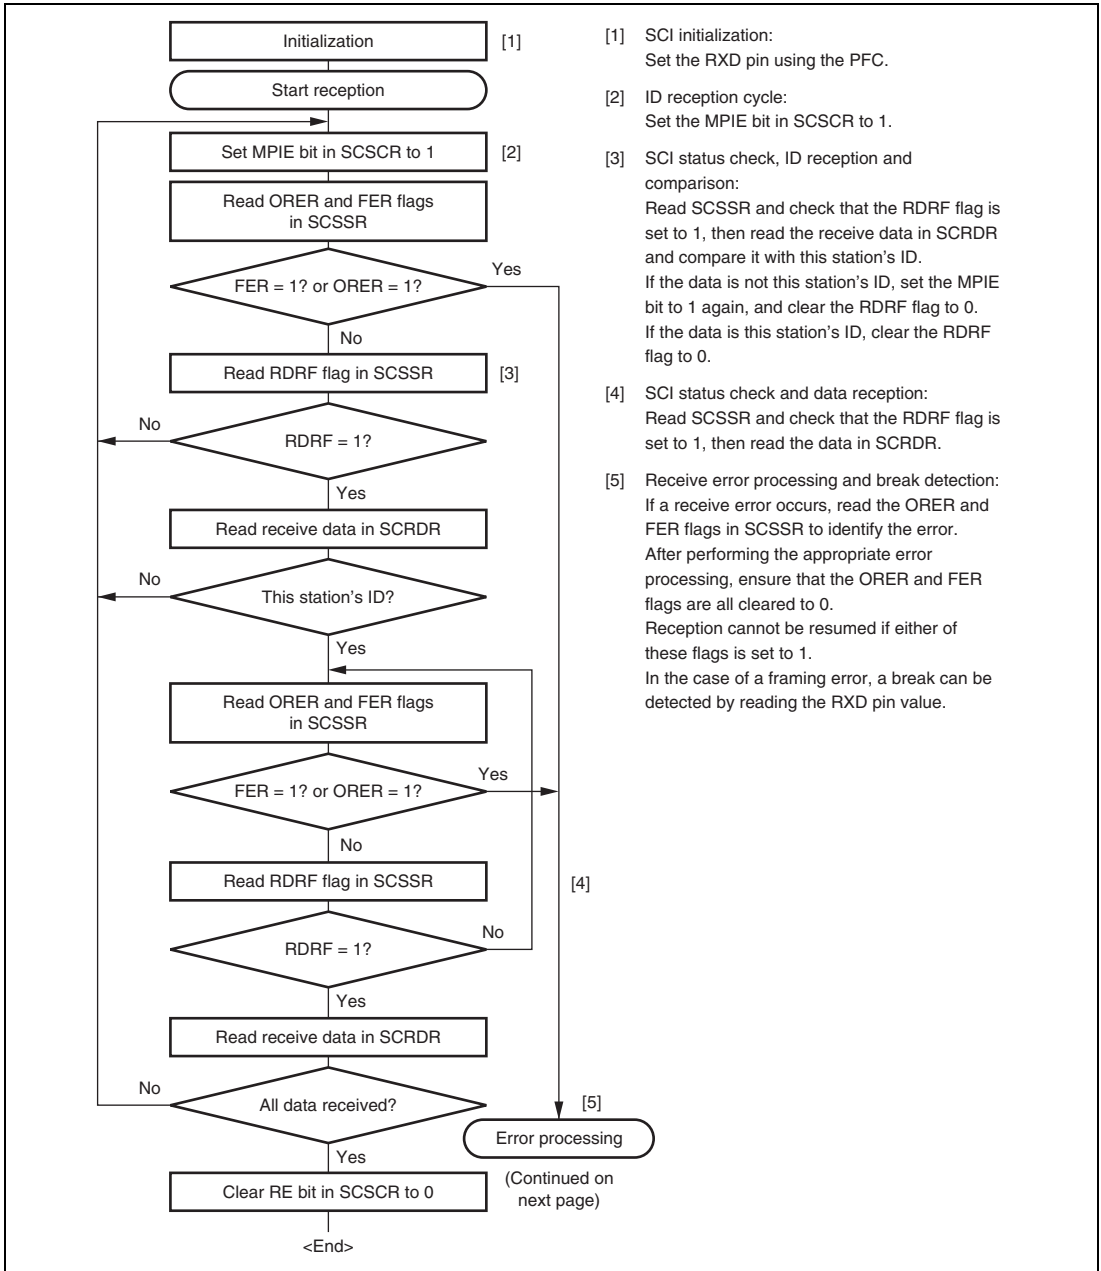 Initialization
[1]
Start reception
Set MPIE bit in SCSCR to 1
[2]
Read ORER and FER flags
in SCSSR
FER = 1? or ORER = 1?
Yes
No
Read RDRF flag in SCSSR
[3]
No
RDRF = 1?
Yes
Read receive data in SCRDR
No
This station's ID?
Yes
Read ORER and FER flags
in SCSSR
FER = 1? or ORER = 1?
Yes
No
Read RDRF flag in SCSSR
[4]
RDRF = 1?
No
Yes
Read receive data in SCRDR
No
All data received?
[5]
Error processing
Yes
(Continued on
next page)
Clear RE bit in SCSCR to 0
<End>
[1] SCI initialization:
Set the RXD pin using the PFC.
[2] ID reception cycle:
Set the MPIE bit in SCSCR to 1.
[3] SCI status check, ID reception and
comparison:
Read SCSSR and check that the RDRF flag is
set to 1, then read the receive data in SCRDR
and compare it with this station's ID.
If the data is not this station's ID, set the MPIE
bit to 1 again, and clear the RDRF flag to 0.
If the data is this station's ID, clear the RDRF
flag to 0.
[4] SCI status check and data reception:
Read SCSSR and check that the RDRF flag is
set to 1, then read the data in SCRDR.
[5] Receive error processing and break detection:
If a receive error occurs, read the ORER and
FER flags in SCSSR to identify the error.
After performing the appropriate error
processing, ensure that the ORER and FER
flags are all cleared to 0.
Reception cannot be resumed if either of
these flags is set to 1.
In the case of a framing error, a break can be
detected by reading the RXD pin value.